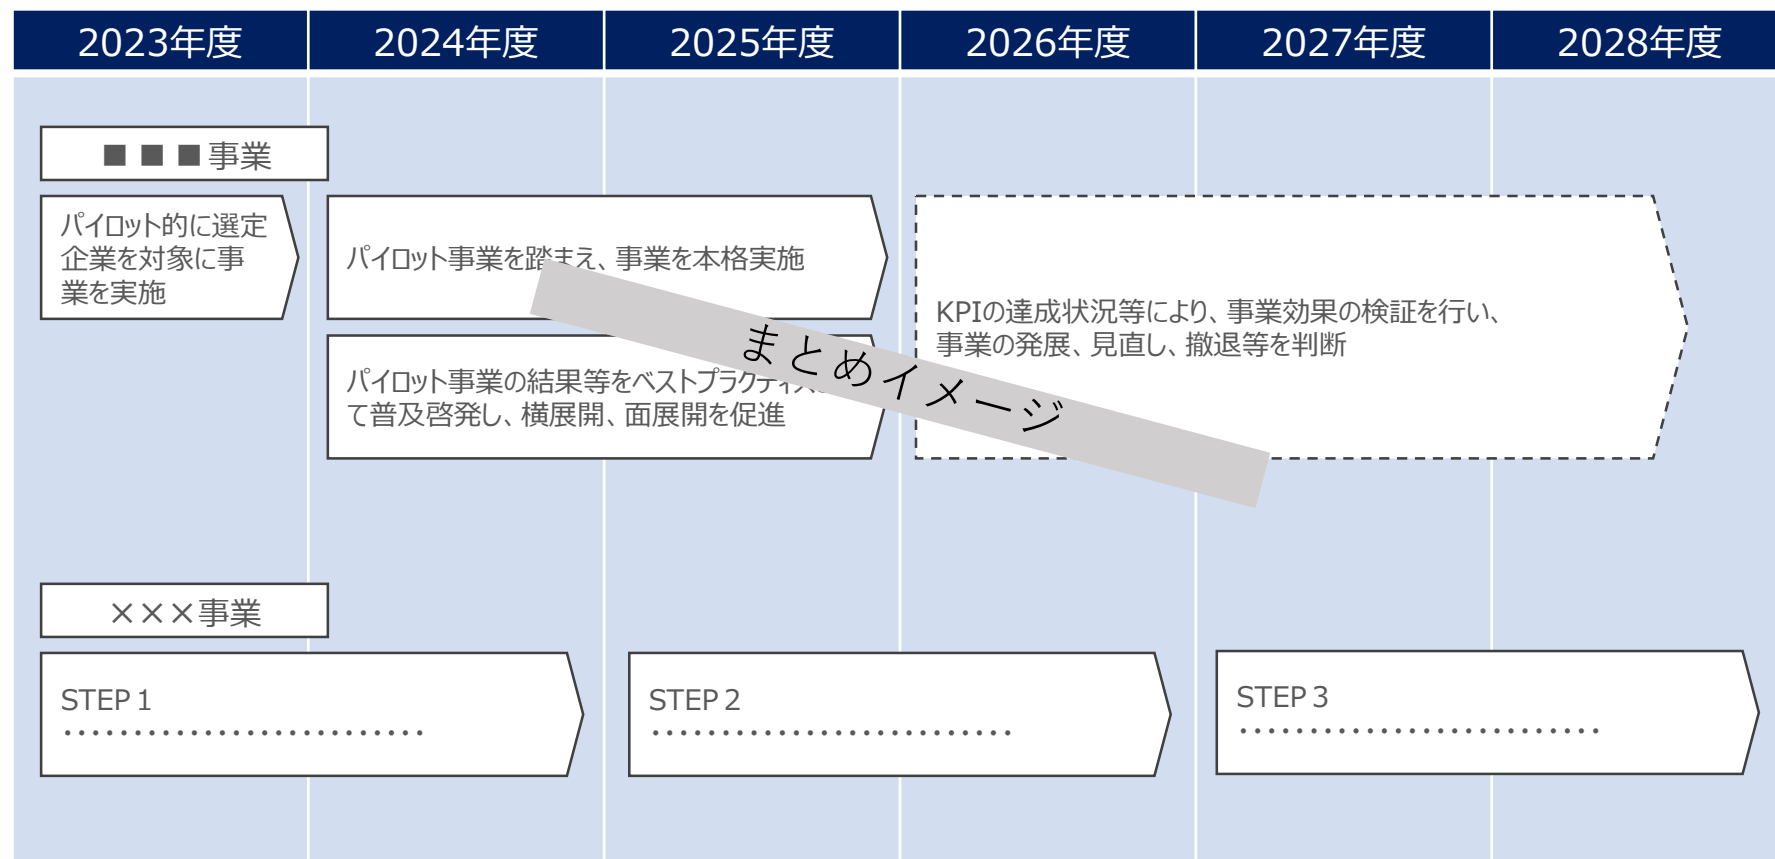 2023年度 2024年度 2025年度 2026年度 2027年度 2028年度
■ ■ ■事業
パイロット的に選定
企業を対象に事
業を実施
パイロット事業を踏まえ、事業を本格実施
パイロット事業の結果等をベストプラクティス
て普及啓発し、横展開、面展開を促進
KPIの達成状況等により、事業効果の検証を行い、
事業の発展、見直し、撤退等を判断
まとめイメージ
×××事業
STEP 1
・・・・・・・・・・・・・・・・・・・・・・・・・・
STEP 2
・・・・・・・・・・・・・・・・・・・・・・・・・・
STEP 3
・・・・・・・・・・・・・・・・・・・・・・・・・・